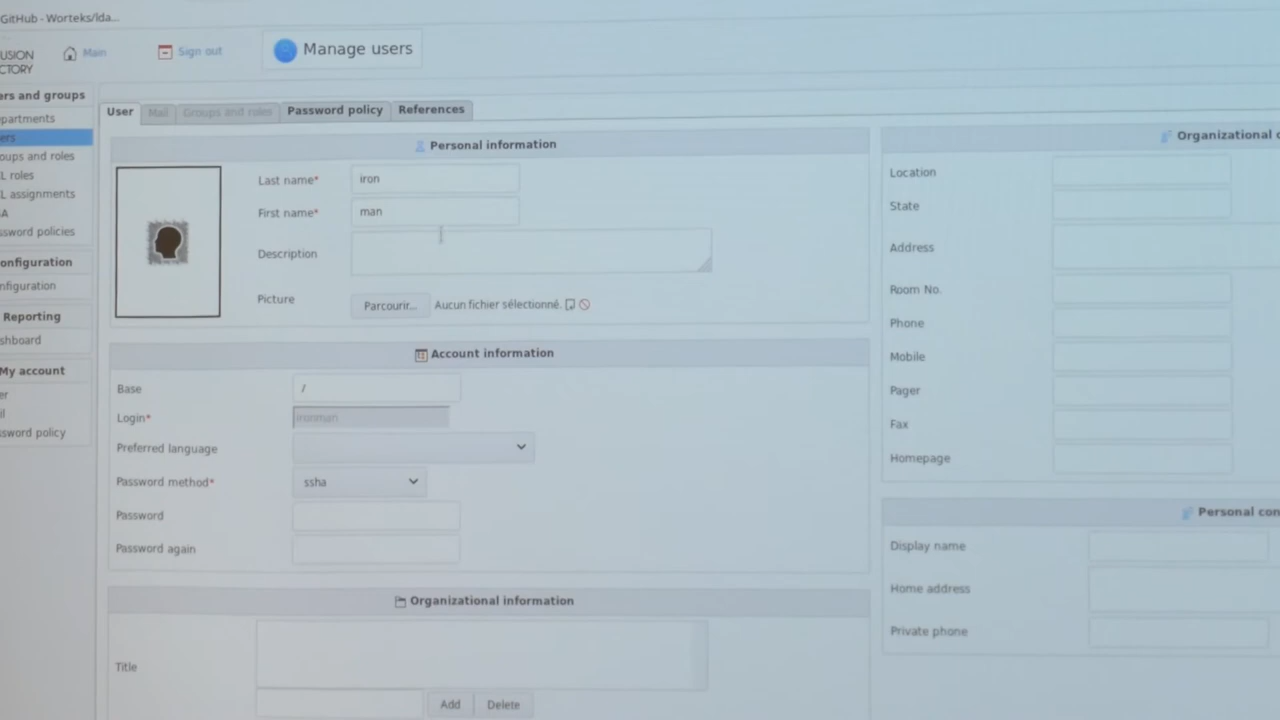 GitHub - Worteks/lda...
USION
CTORY
Main
Sign out
Manage users
ers and groups
partments
ers
oups and roles
L roles
L assignments
A
ssword policies
onfiguration
nfiguration
Reporting
shboard
My account
er
il
ssword policy
User
Mail
Groups and roles
Password policy
References
Personal information
Last name*
iron
First name*
man
Description
Picture
Parcourir...
Aucun fichier sélectionné.
Account information
Base
/
Login*
ironman
Preferred language
Password method*
ssha
Password
Password again
Organizational information
Title
Add
Delete
Organizational c
Location
State
Address
Room No.
Phone
Mobile
Pager
Fax
Homepage
Personal con
Display name
Home address
Private phone